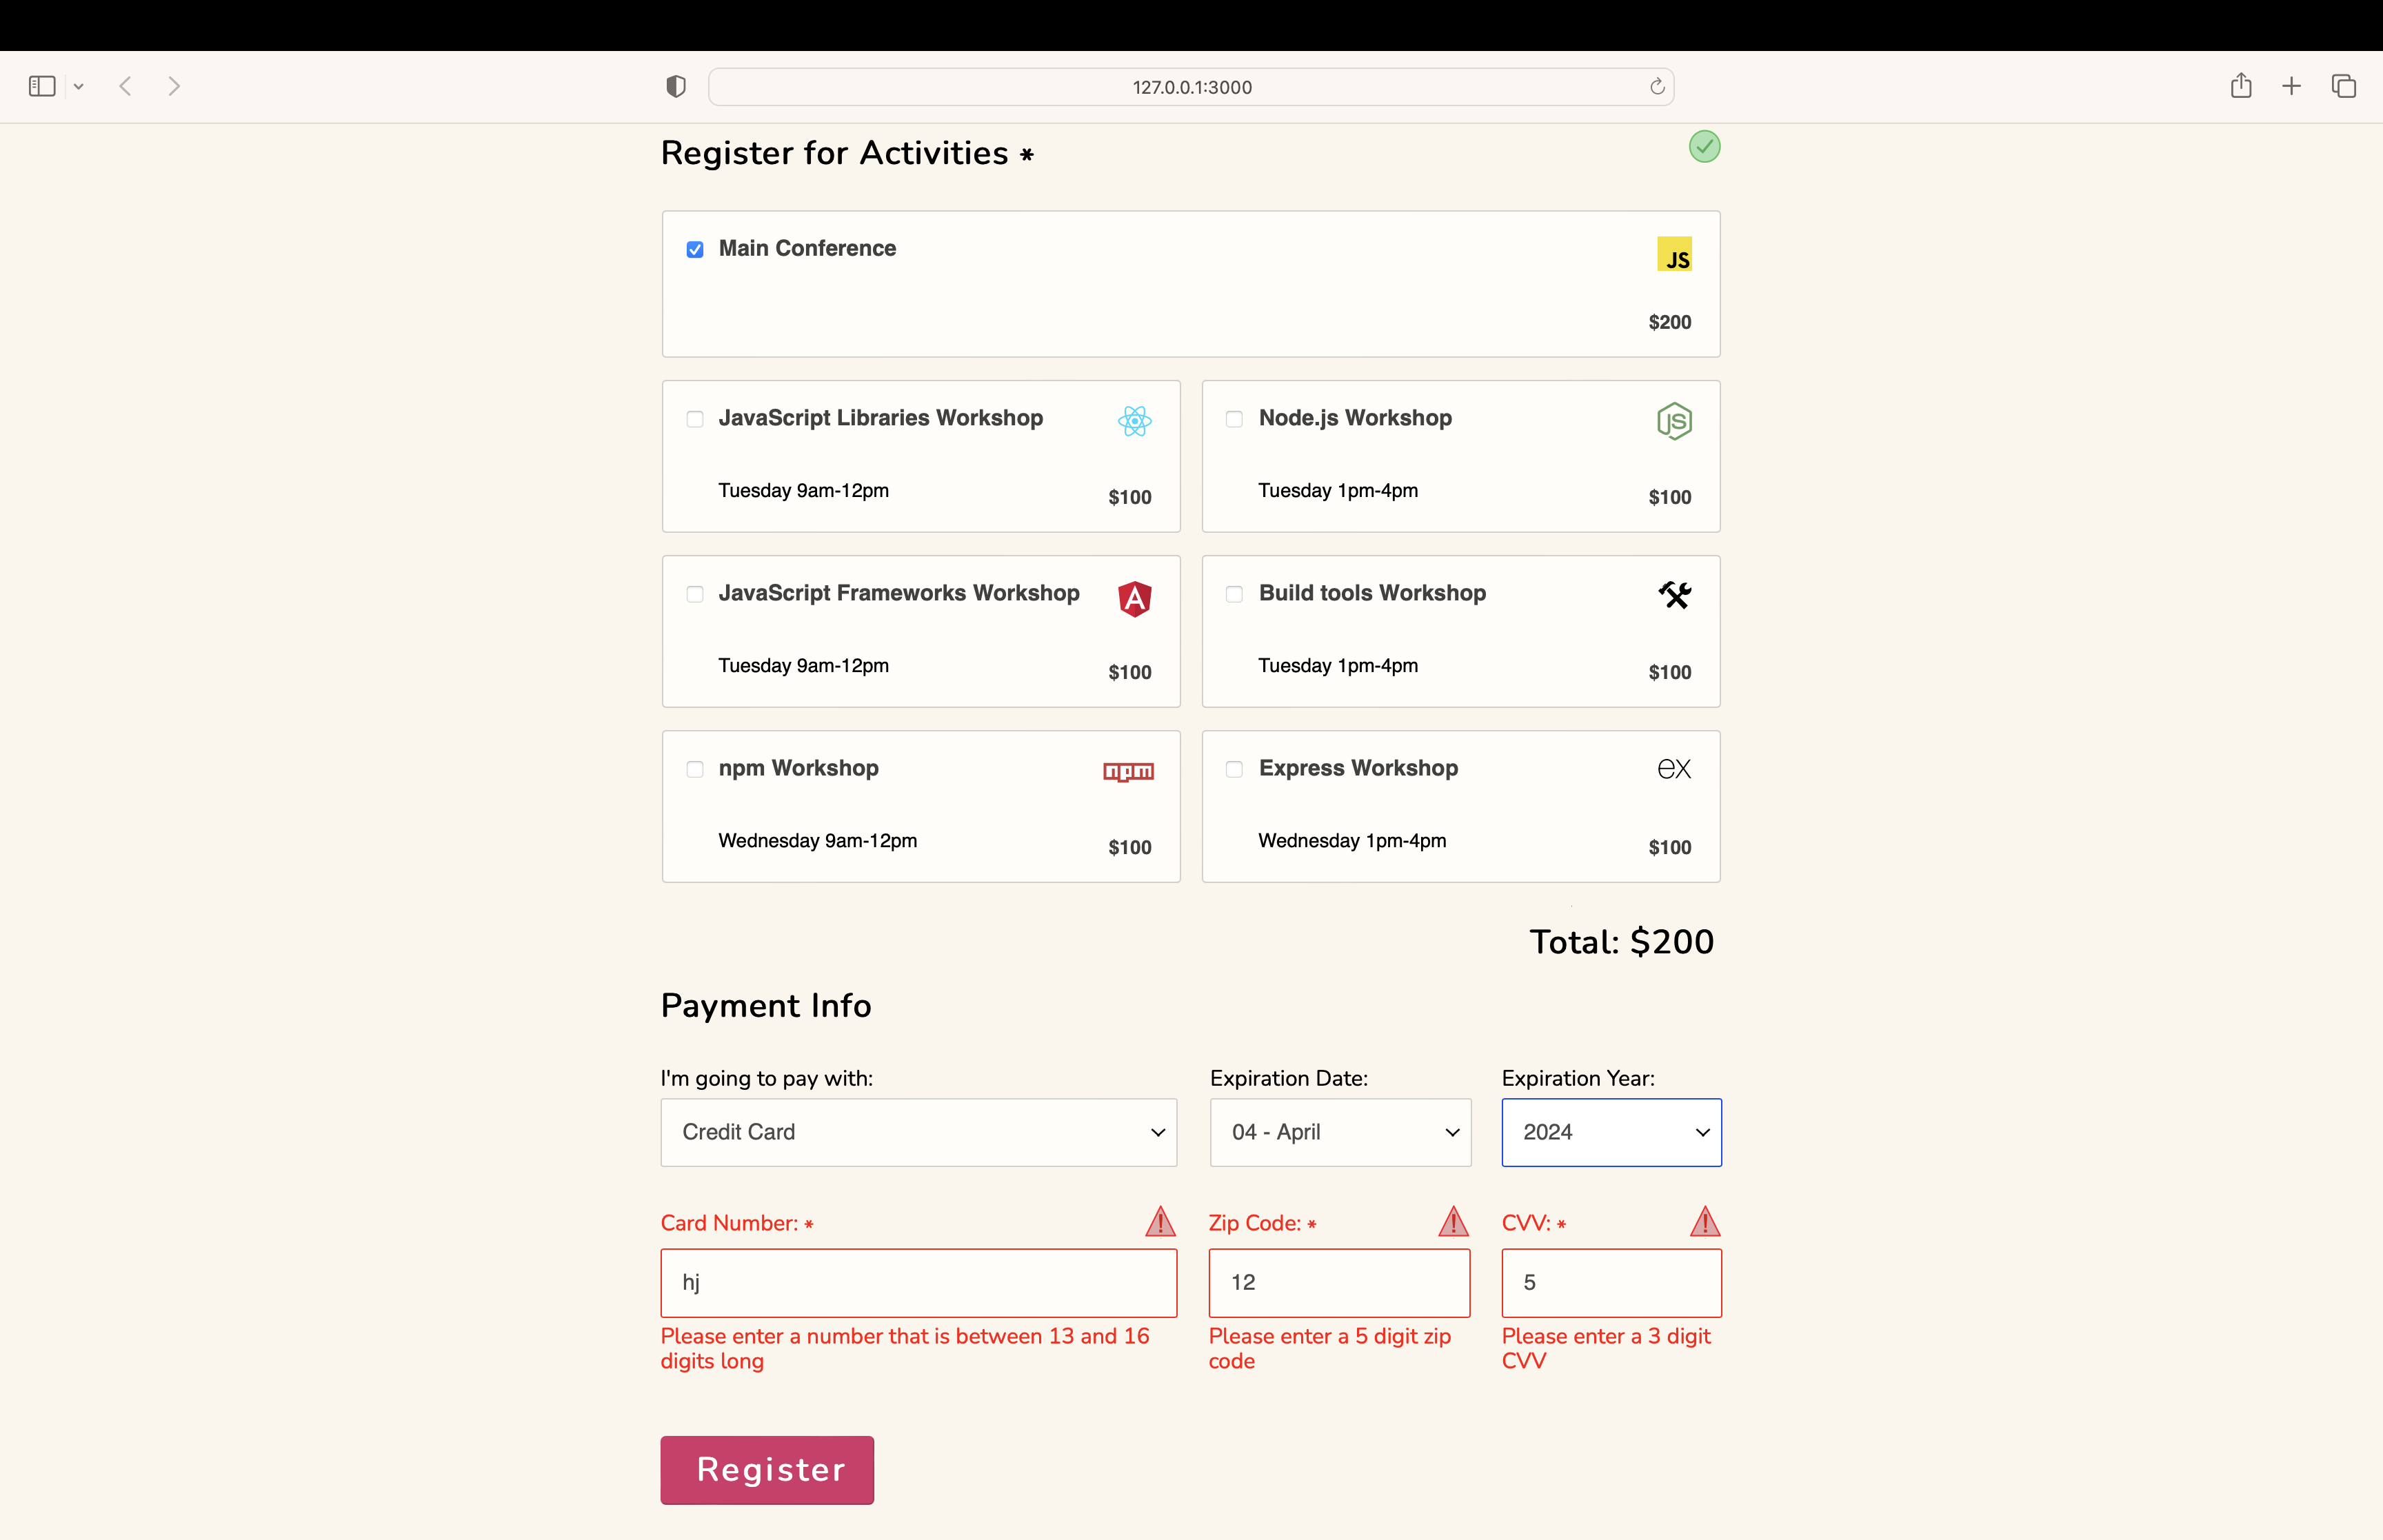 127.0.0.1:3000
Register for Activities *
Main Conference
JS
$200
JavaScript Libraries Workshop
Tuesday 9am-12pm
$100
Node.js Workshop
JS
Tuesday 1pm-4pm
$100
JavaScript Frameworks Workshop
A
Tuesday 9am-12pm
$100
Build tools Workshop
Tuesday 1pm-4pm
$100
npm Workshop
npm
Wednesday 9am-12pm
$100
Express Workshop
ex
Wednesday 1pm-4pm
$100
Total: $200
Payment Info
I'm going to pay with:
Expiration Date:
Expiration Year:
Credit Card
04 - April
2024
Card Number: *
Zip Code: *
CVV: *
hj
12
5
Please enter a number that is between 13 and 16
digits long
Please enter a 5 digit zip
code
Please enter a 3 digit
CVV
Register